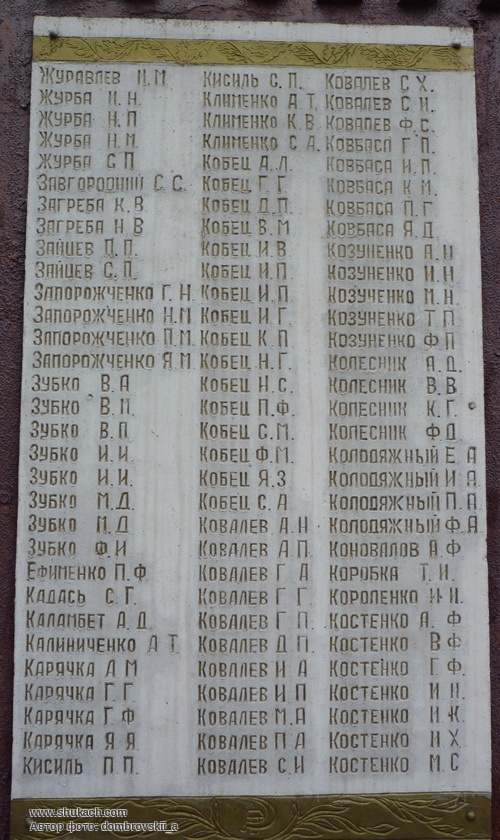 ЖУРАВЛЕВ И.М
ЖУРБА И.Н.
ЖУРБА Н.П
ЖУРБА Н.М.
ЖУРБА С.П
ЗАВГОРОДНИЙ С.С.
ЗАГРЕБА К.В
ЗАГРЕБА Н.В
ЗАЙЦЕВ П.П.
ЗАЙЦЕВ С.П.
ЗАПОРОЖЧЕНКО Г.Н.
ЗАПОРОЖЧЕНКО Н.М
ЗАПОРОЖЧЕНКО П.М.
ЗАПОРОЖЧЕНКО Я.М
ЗУБКО В.А
ЗУБКО В.И.
ЗУБКО В.П
ЗУБКО И.И.
ЗУБКО И.И.
ЗУБКО М.Д.
ЗУБКО М.Д
ЗУБКО Ф.И
ЕФИМЕНКО П.Ф
КАДАСЬ С.Г.
КАЛАМБЕТ А.Д.
КАЛИНИЧЕНКО А.Т.
КАРЯЧКА А.М
КАРЯЧКА Г.Г.
КАРЯЧКА Г.Ф
КАРЯЧКА Я.Я.
КИСИЛЬ П.П.
КИСИЛЬ С.П.
КЛИМЕНКО А.Т.
КЛИМЕНКО К.В.
КЛИМЕНКО С.А.
КОБЕЦ А.Л.
КОБЕЦ Г.Г.
КОБЕЦ Д.П.
КОБЕЦ В.М
КОБЕЦ И.В
КОБЕЦ И.П.
КОБЕЦ И.П.
КОБЕЦ И.Г
КОБЕЦ К.П
КОБЕЦ Н.Г.
КОБЕЦ Н.С.
КОБЕЦ П.Ф.
КОБЕЦ С.М.
КОБЕЦ Ф.М.
КОБЕЦ Я.З
КОБЕЦ С.А
КОВАЛЕВ А.Н
КОВАЛЕВ А.П.
КОВАЛЕВ Г.А
КОВАЛЕВ Г.Г.
КОВАЛЕВ Г.П.
КОВАЛЕВ Д.П.
КОВАЛЕВ И.А
КОВАЛЕВ И.П
КОВАЛЕВ М.А
КОВАЛЕВ П.А
КОВАЛЕВ С.И
КОВАЛЕВ С.Х.
КОВАЛЕВ С.И.
КОВАЛЕВ Ф.С.
КОВБАСА Г.П.
КОВБАСА И.П.
КОВБАСА К.М.
КОВБАСА П.Г
КОВБАСА Я.Д.
КОЗУНЕНКО А.Н
КОЗУНЕНКО И.Н
КОЗУЧЕНКО М.Н.
КОЗУНЕНКО Т.П
КОЗУНЕНКО Ф.П
КОЛЕСНИК А.Д.
КОЛЕСНИК В.В
КОЛЕСНИК К.Г.
КОЛЕСНИК Ф.Д
КОЛОДЯЖНЫЙ Е.А
КОЛОДЯЖНЫЙ И.А
КОЛОДЯЖНЫЙ П.А
КОЛОДЯЖНЫЙ Ф.А
КОНОВАЛОВ А.Ф
КОРОБКА Т.И.
КОРОЛЕНКО И.И.
КОСТЕНКО А.Ф
КОСТЕНКО В.Ф
КОСТЕНКО Г.Ф.
КОСТЕНКО И.И.
КОСТЕНКО И.К.
КОСТЕНКО И.Х
КОСТЕНКО М.С
www.shukach.com
Автор фото: dombrovskii_a